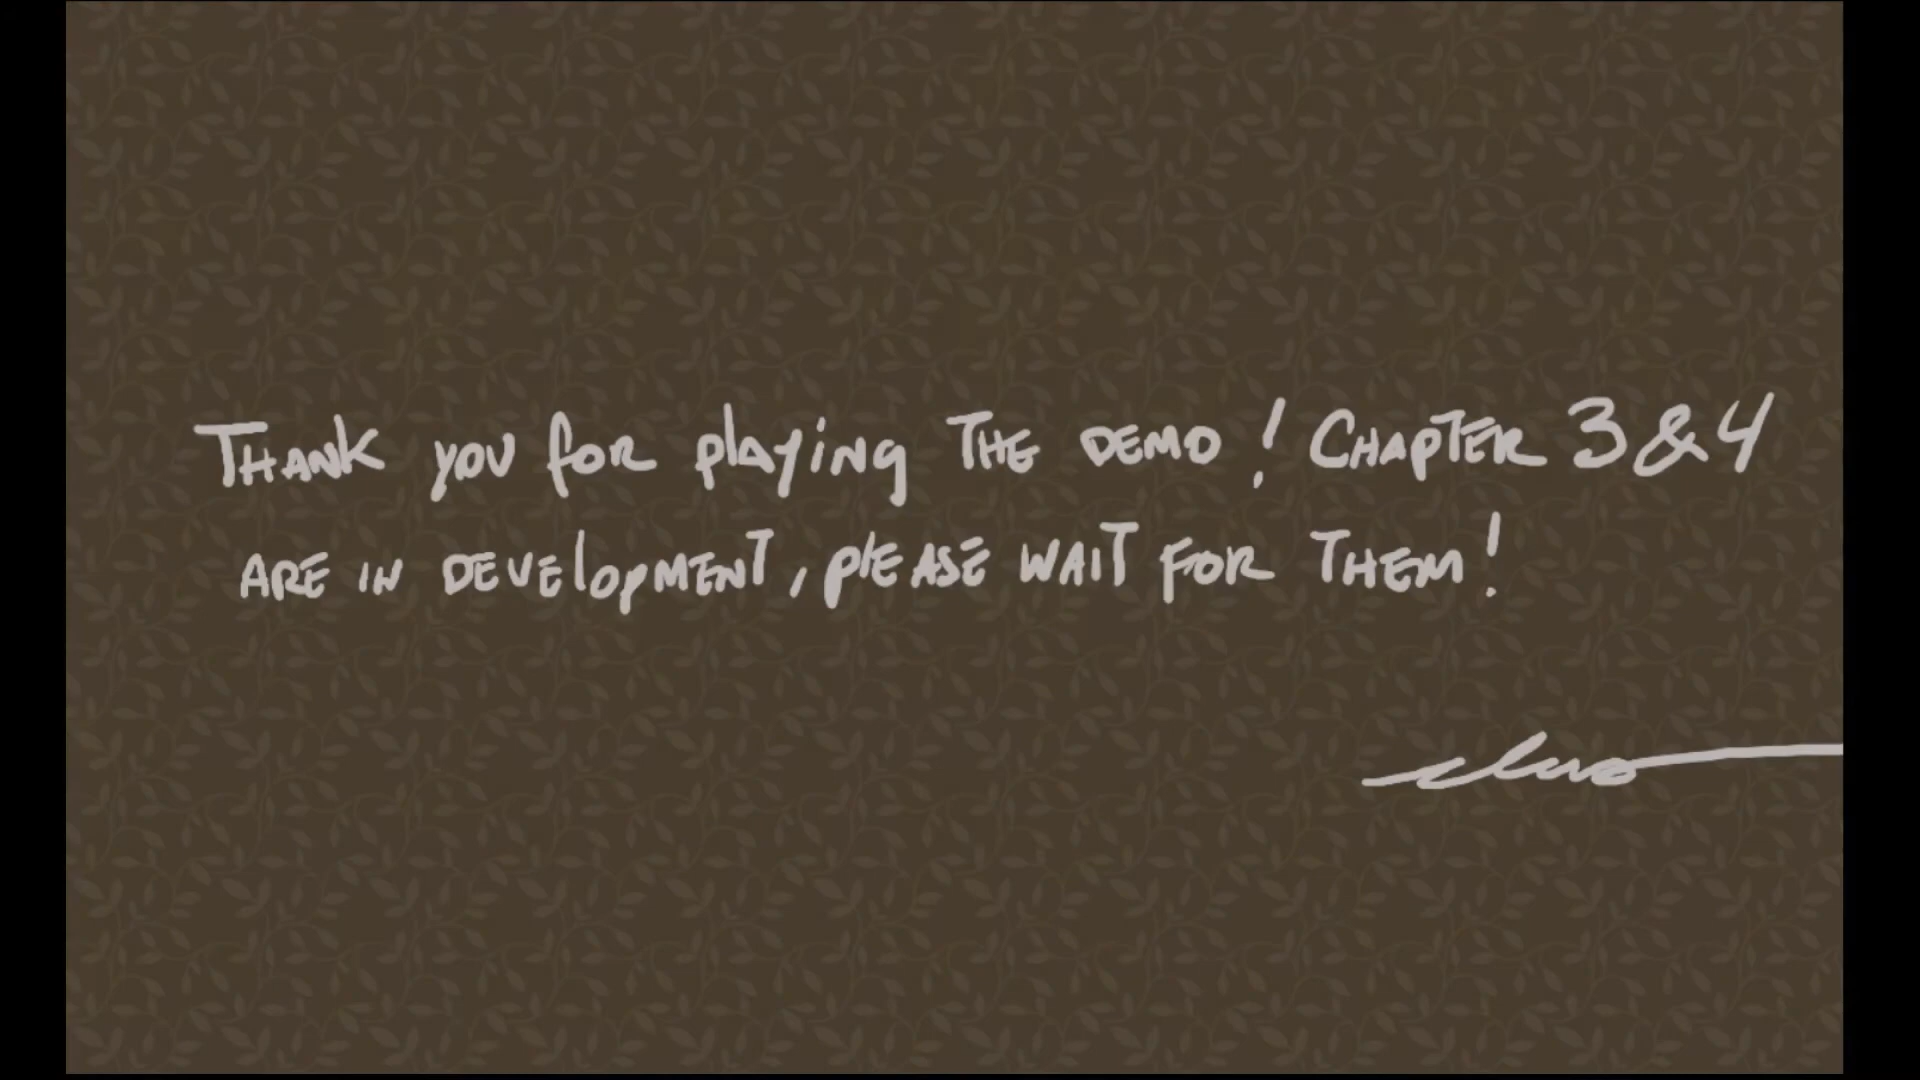 THANK you for playing THE DEMO! CHAPTER 3&4
ARE IN DEVELOPMENT, PLEASE WAIT FOR THEM!